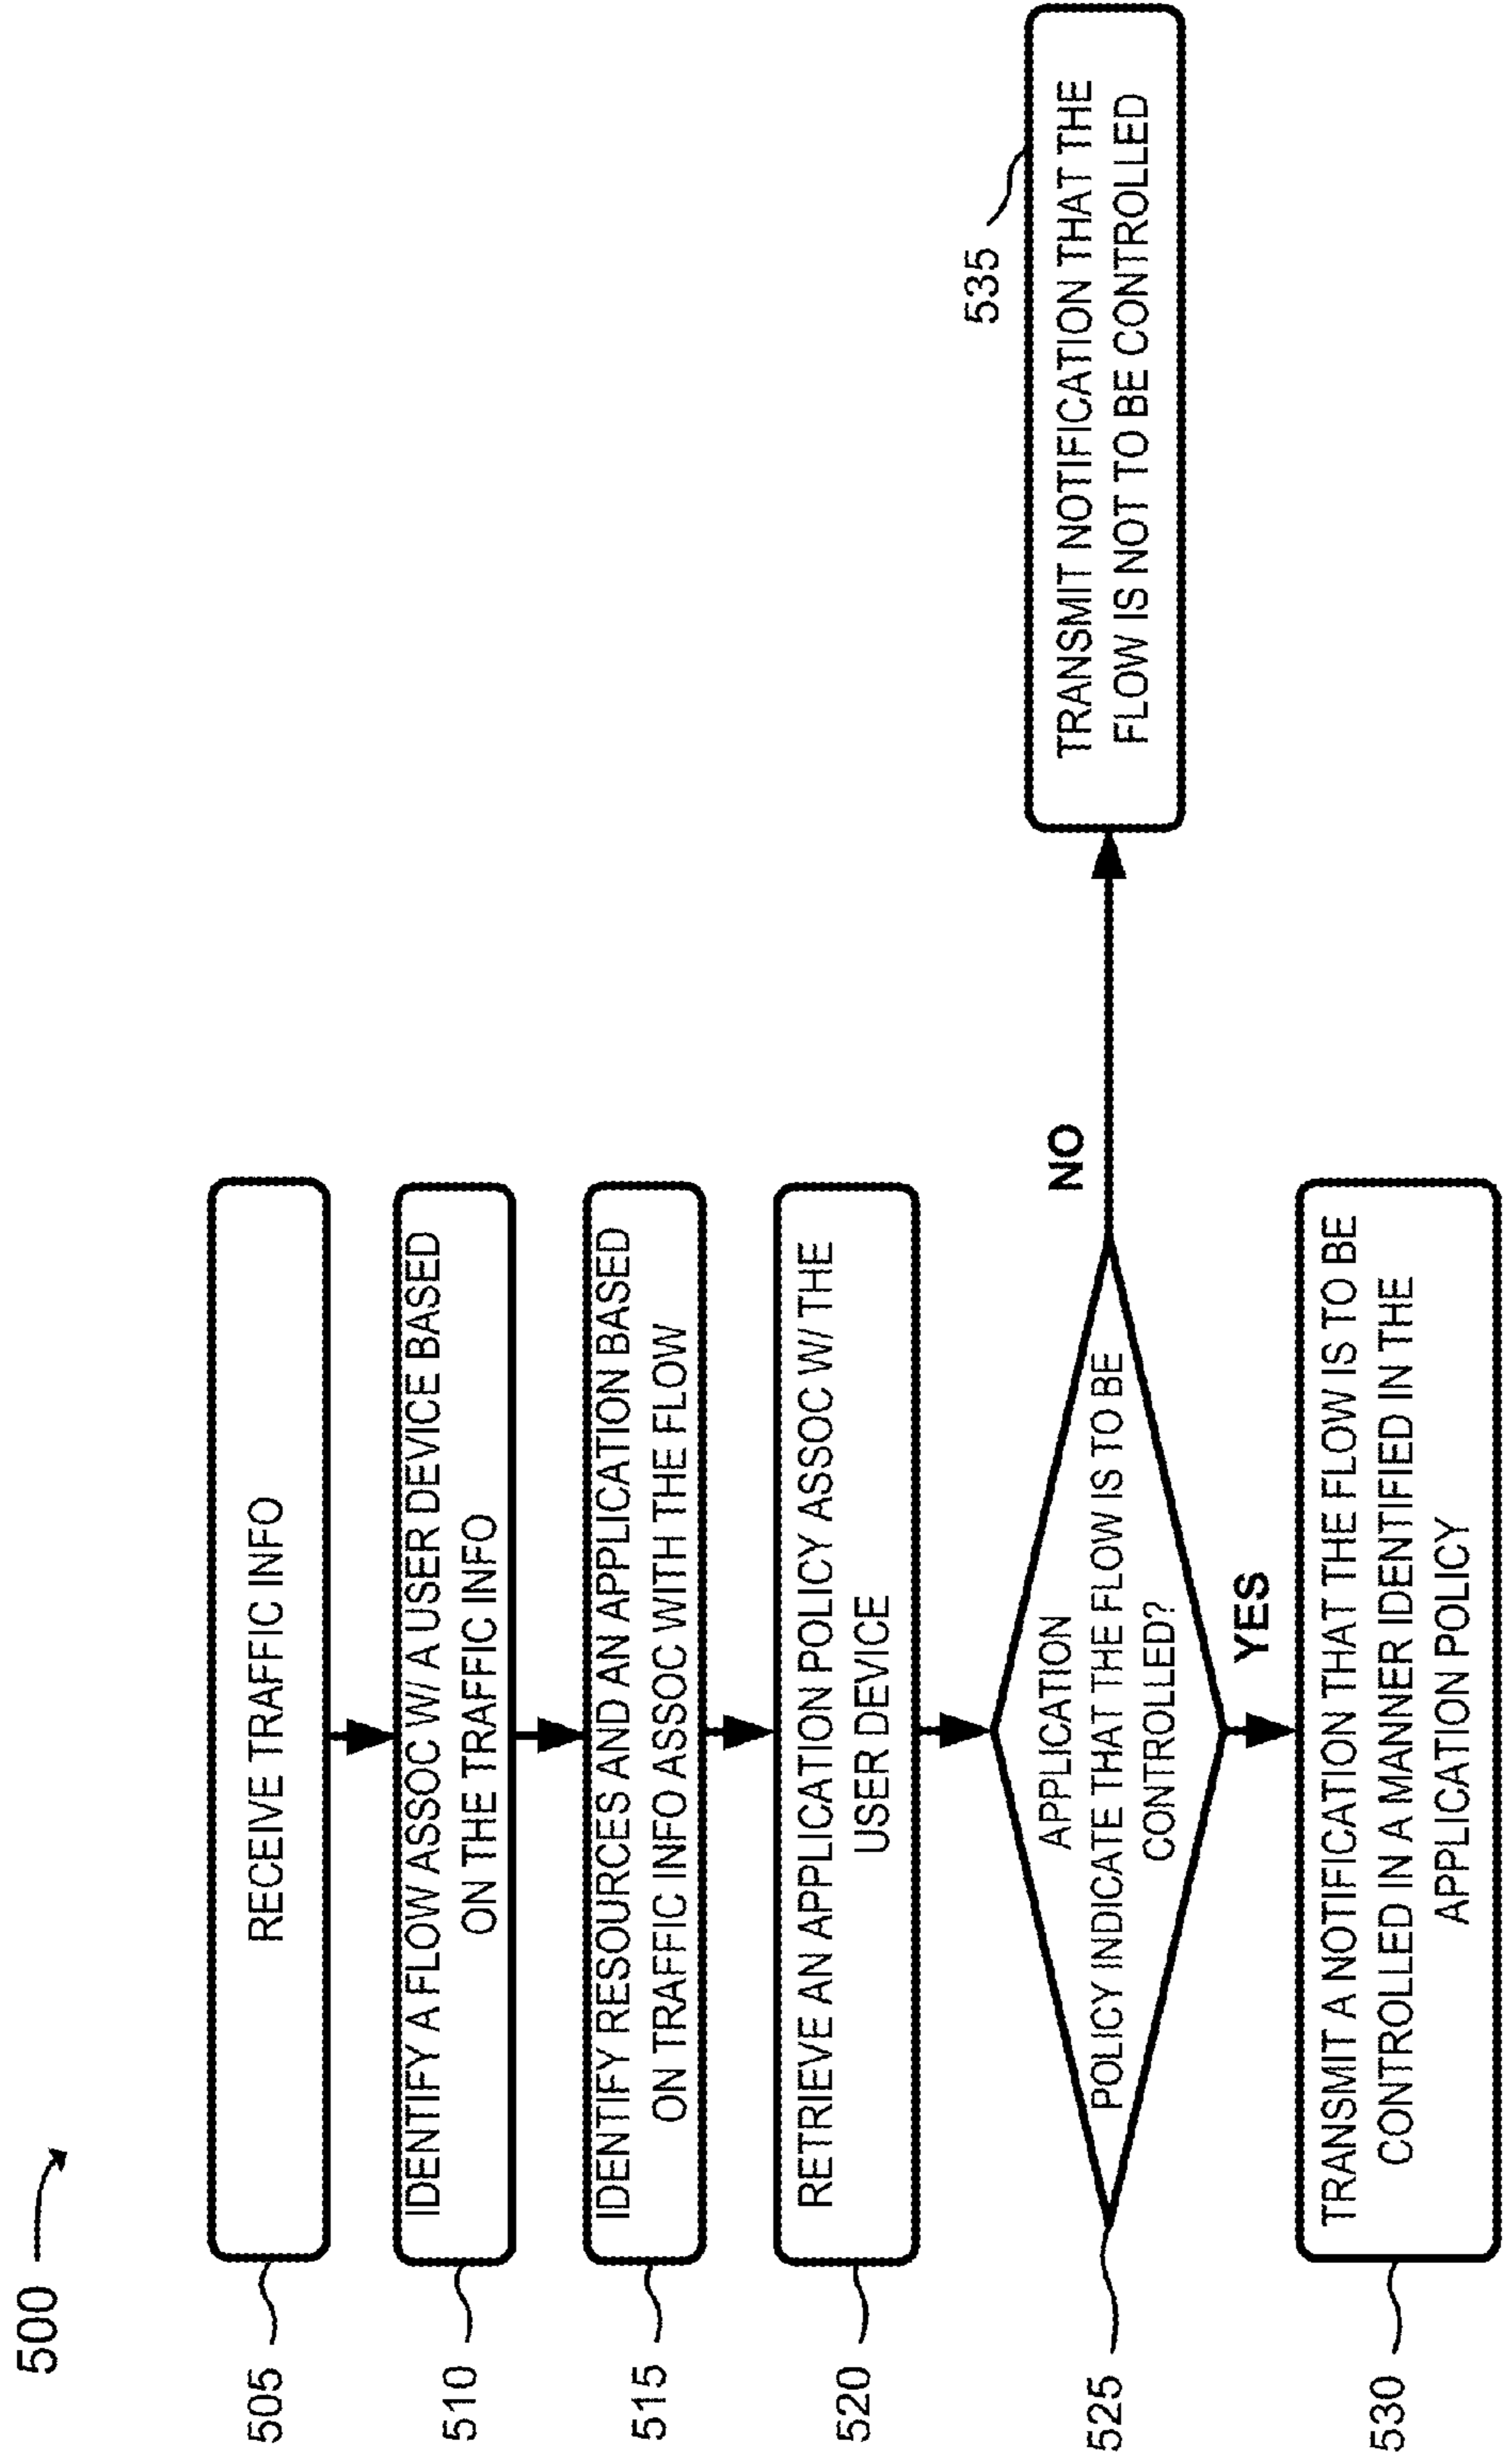 500
505
RECEIVE TRAFFIC INFO
510
IDENTIFY A FLOW ASSOC W/ A USER DEVICE BASED
ON THE TRAFFIC INFO
515
IDENTIFY RESOURCES AND AN APPLICATION BASED
ON TRAFFIC INFO ASSOC WITH THE FLOW
520
RETRIEVE AN APPLICATION POLICY ASSOC W/ THE
USER DEVICE
525
APPLICATION
POLICY INDICATE THAT THE FLOW IS TO BE
CONTROLLED?
NO
535
TRANSMIT NOTIFICATION THAT THE
FLOW IS NOT TO BE CONTROLLED
YES
530
TRANSMIT A NOTIFICATION THAT THE FLOW IS TO BE
CONTROLLED IN A MANNER IDENTIFIED IN THE
APPLICATION POLICY